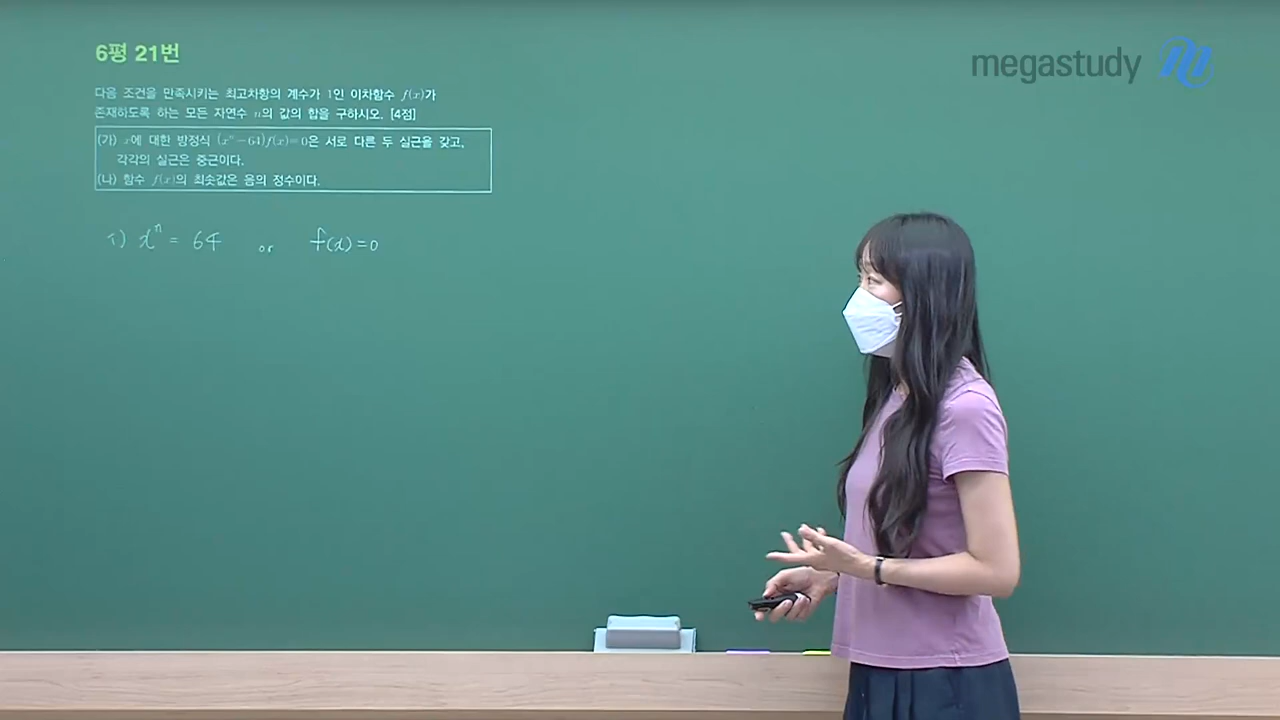 6평 21번
megastudy
다음 조건을 만족시키는 최고차항의 계수가 1인 이차함수 f(x)가
존재하도록 하는 모든 자연수 n의 값의 합을 구하시오. [4점]
(가) x에 대한 방정식 (xⁿ-64)f(x)=0은 서로 다른 두 실근을 갖고,
각각의 실근은 중근이다.
(나) 함수 f(x)의 최솟값은 음의 정수이다.
xⁿ = 64 or f(x)=0